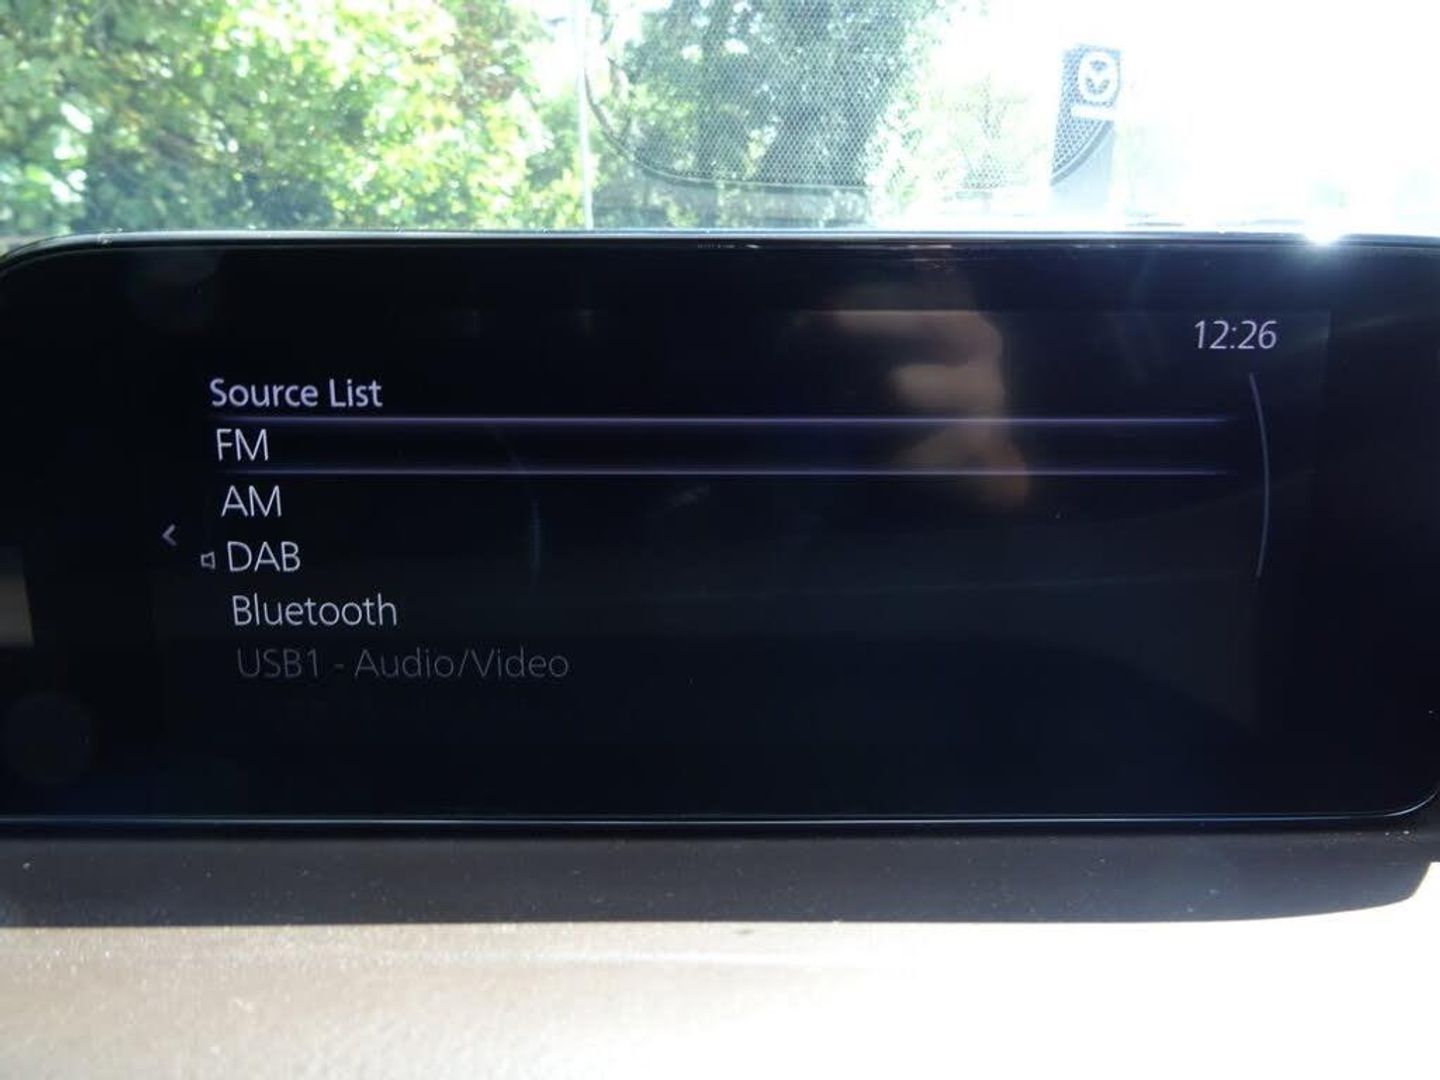 12:26
Source List
FM
AM
DAB
Bluetooth
USB1 - Audio/Video